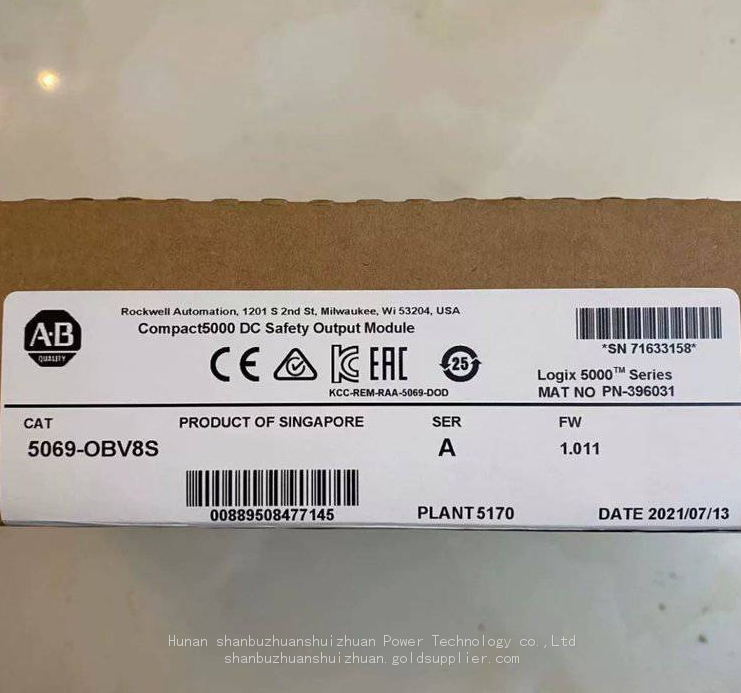 A·B
QUALITY
Rockwell Automation, 1201 S 2nd St, Milwaukee, Wi 53204, USA
Compact5000 DC Safety Output Module
CE
EAC
25
KCC-REM-RAA-5069-DOD
*SN 71633158*
Logix 5000™ Series
MAT NO PN-396031
CAT PRODUCT OF SINGAPORE SER FW
5069-OBV8S A 1.011
00889508477145
PLANT 5170 DATE 2021/07/13
Hunan shanbuzhuanshuizhuan Power Technology co.,Ltd
shanbuzhuanshuizhuan.goldsupplier.com